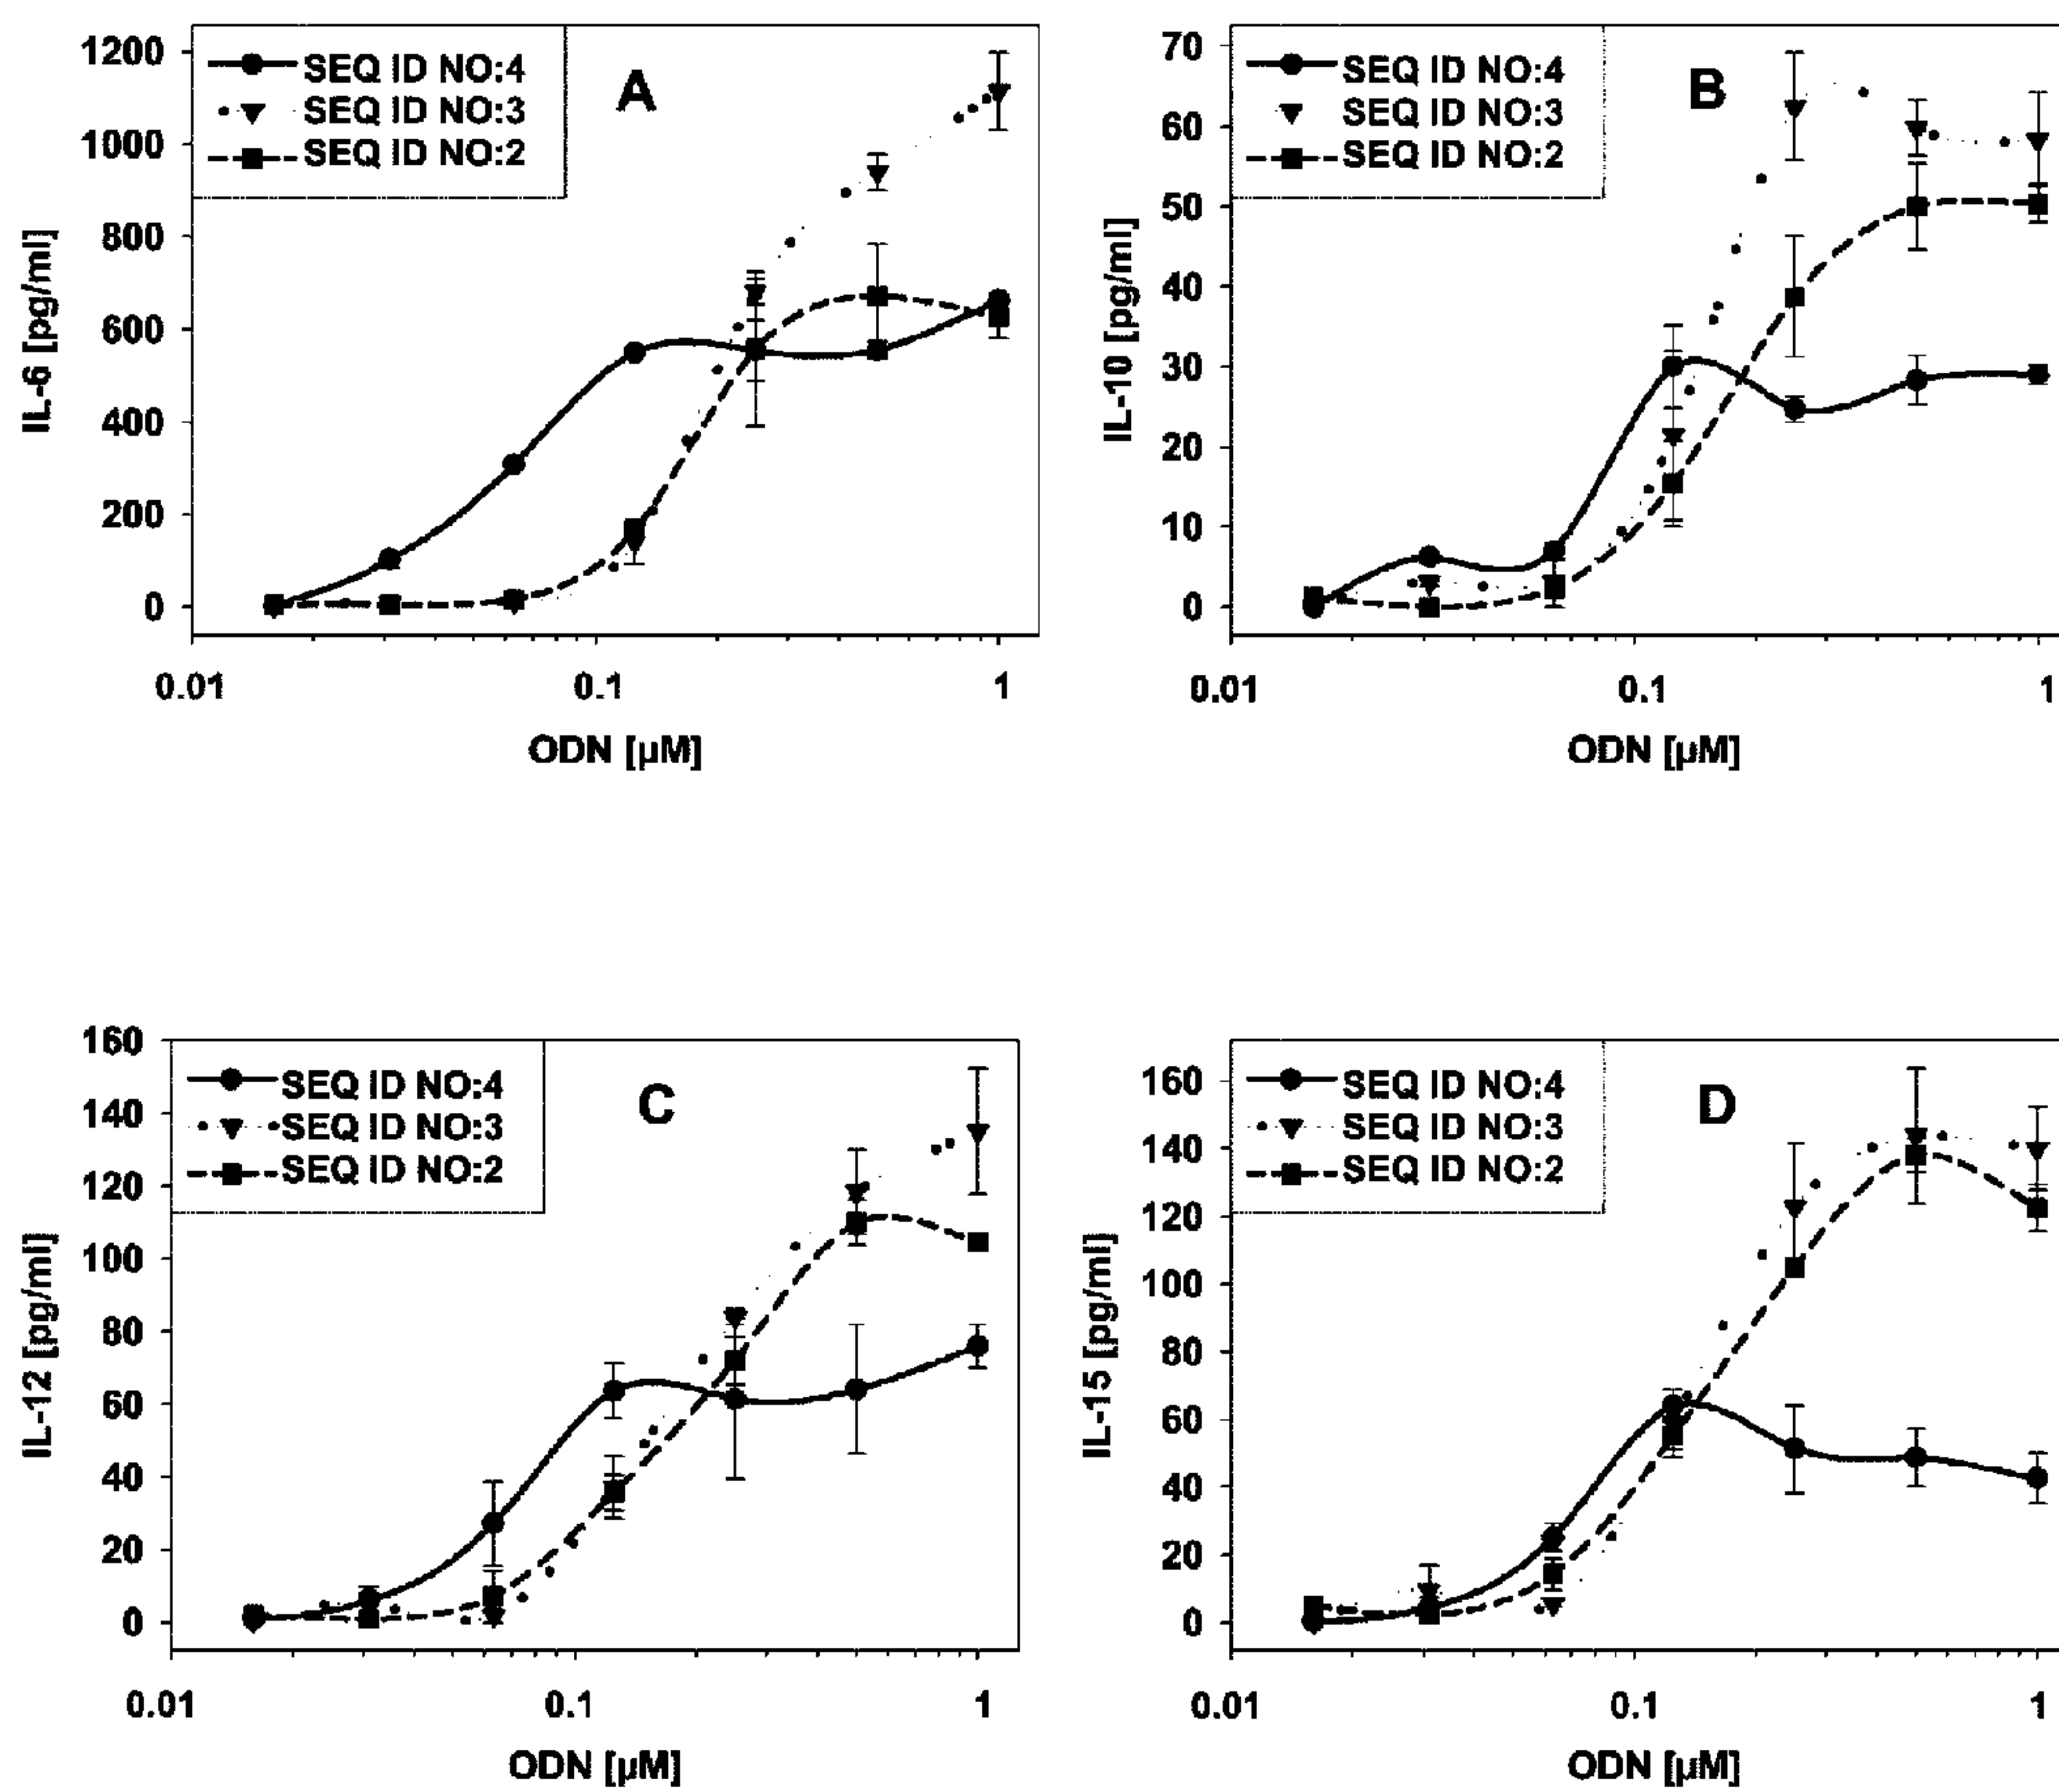 1200
1000
800
600
400
200
0
IL-6 [pg/ml]
SEQ ID NO:4
SEQ ID NO:3
SEQ ID NO:2
A
0.01
0.1
1
ODN [µM]
70
60
50
40
30
20
10
0
IL-10 [pg/ml]
SEQ ID NO:4
SEQ ID NO:3
SEQ ID NO:2
B
0.01
0.1
1
ODN [µM]
160
140
120
100
80
60
40
20
0
IL-12 [pg/ml]
SEQ ID NO:4
SEQ ID NO:3
SEQ ID NO:2
C
0.01
0.1
1
ODN [µM]
160
140
120
100
80
60
40
20
0
IL-15 [pg/ml]
SEQ ID NO:4
SEQ ID NO:3
SEQ ID NO:2
D
0.01
0.1
1
ODN [µM]